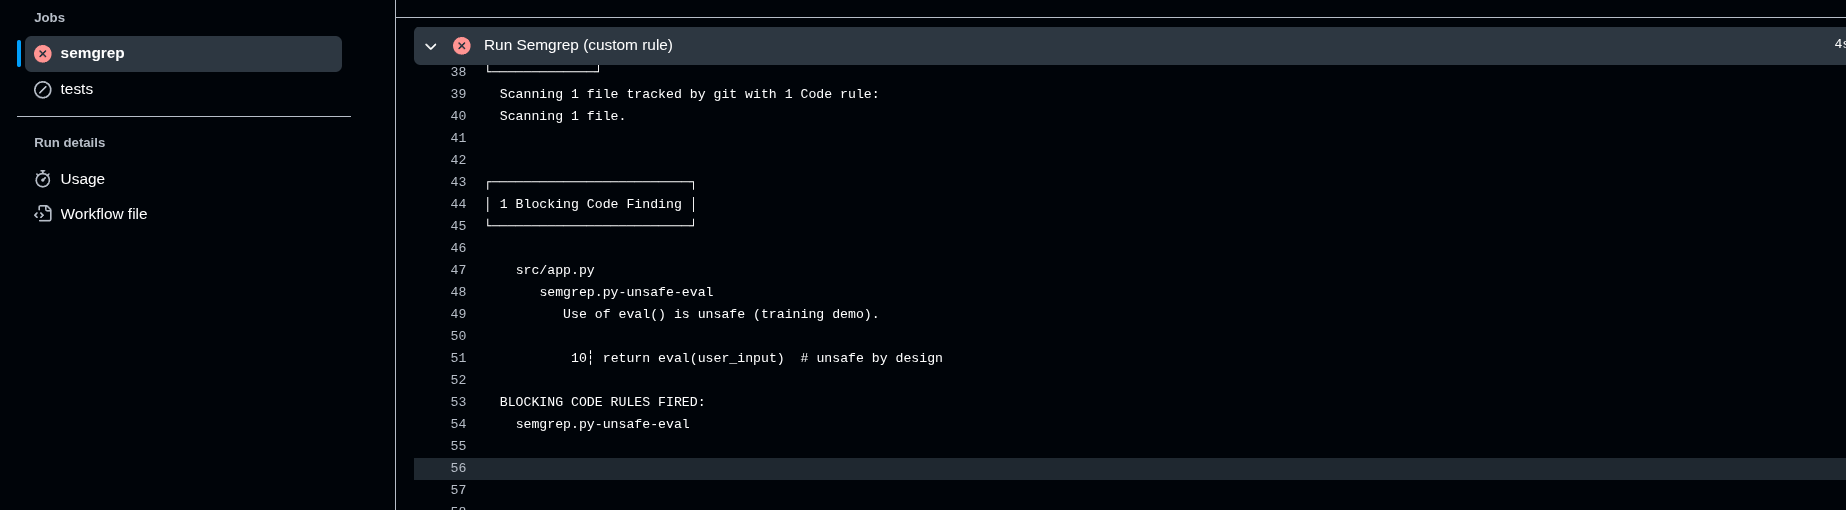 Jobs
semgrep
tests
Run details
Usage
Workflow file
Run Semgrep (custom rule)
38
39 Scanning 1 file tracked by git with 1 Code rule:
40 Scanning 1 file.
41
42
43
44 1 Blocking Code Finding
45
46
47 src/app.py
48 semgrep.py-unsafe-eval
49 Use of eval() is unsafe (training demo).
50
51 10┆ return eval(user_input)  # unsafe by design
52
53 BLOCKING CODE RULES FIRED:
54 semgrep.py-unsafe-eval
55
56
57